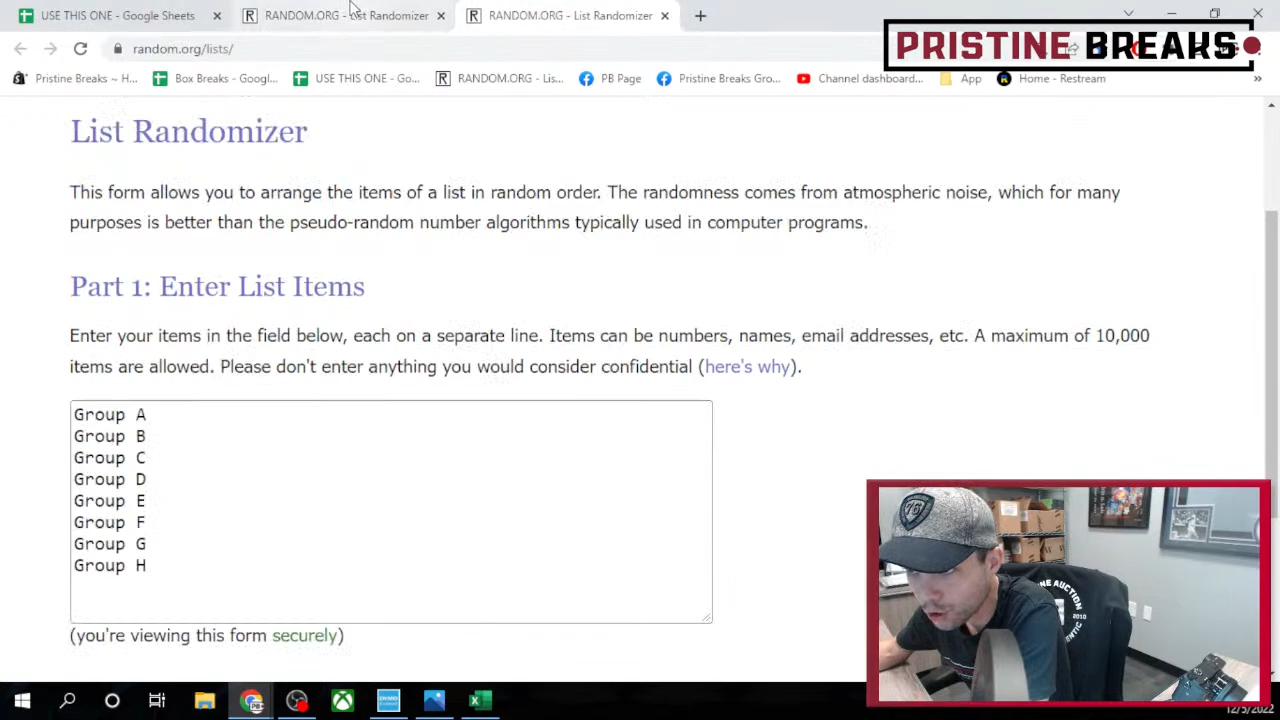 USE THIS ONE - Google Sheets
RANDOM.ORG - List Randomizer
RANDOM.ORG - List Randomizer
random.org/lists/
PRISTINE BREAKS
Pristine Breaks ~ H...
Box Breaks - Googl...
USE THIS ONE - Go...
RANDOM.ORG - Lis...
PB Page
Pristine Breaks Gro...
Channel dashboard...
App
Home - Restream
List Randomizer
This form allows you to arrange the items of a list in random order. The randomness comes from atmospheric noise, which for many
purposes is better than the pseudo-random number algorithms typically used in computer programs.
Part 1: Enter List Items
Enter your items in the field below, each on a separate line. Items can be numbers, names, email addresses, etc. A maximum of 10,000
items are allowed. Please don't enter anything you would consider confidential (here's why).
Group A
Group B
Group C
Group D
Group E
Group F
Group G
Group H
(you're viewing this form securely)
76
INE AUCTION
2010
12/5/2022